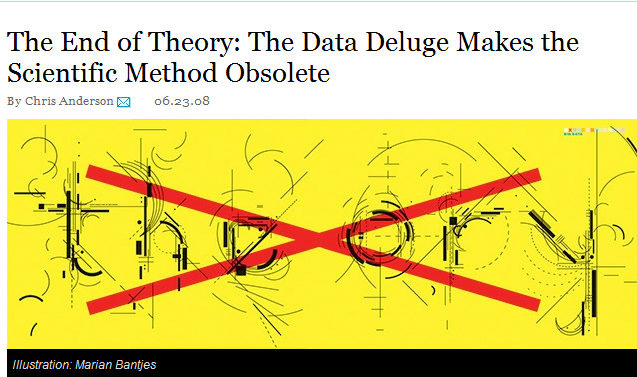 The End of Theory: The Data Deluge Makes the
Scientific Method Obsolete
By Chris Anderson 06.23.08
theory
Illustration: Marian Bantjes